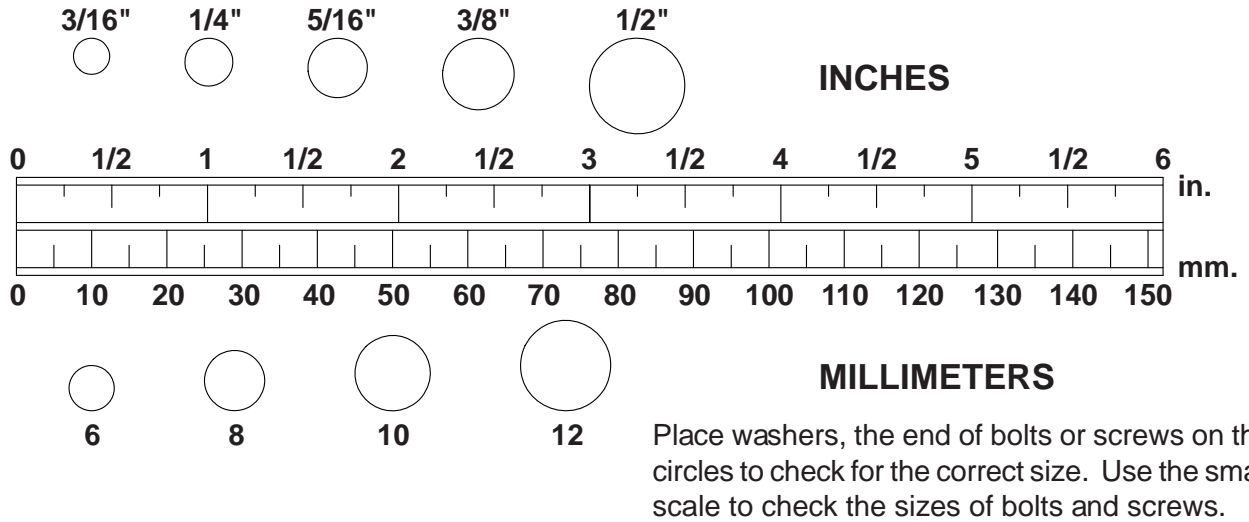 3/16" 1/4" 5/16" 3/8" 1/2"
INCHES
0 1/2 1 1/2 2 1/2 3 1/2 4 1/2 5 1/2 6
in.
mm.
0 10 20 30 40 50 60 70 80 90 100 110 120 130 140 150
MILLIMETERS
6 8 10 12
Place washers, the end of bolts or screws on
circles to check for the correct size. Use the
scale to check the sizes of bolts and screws.